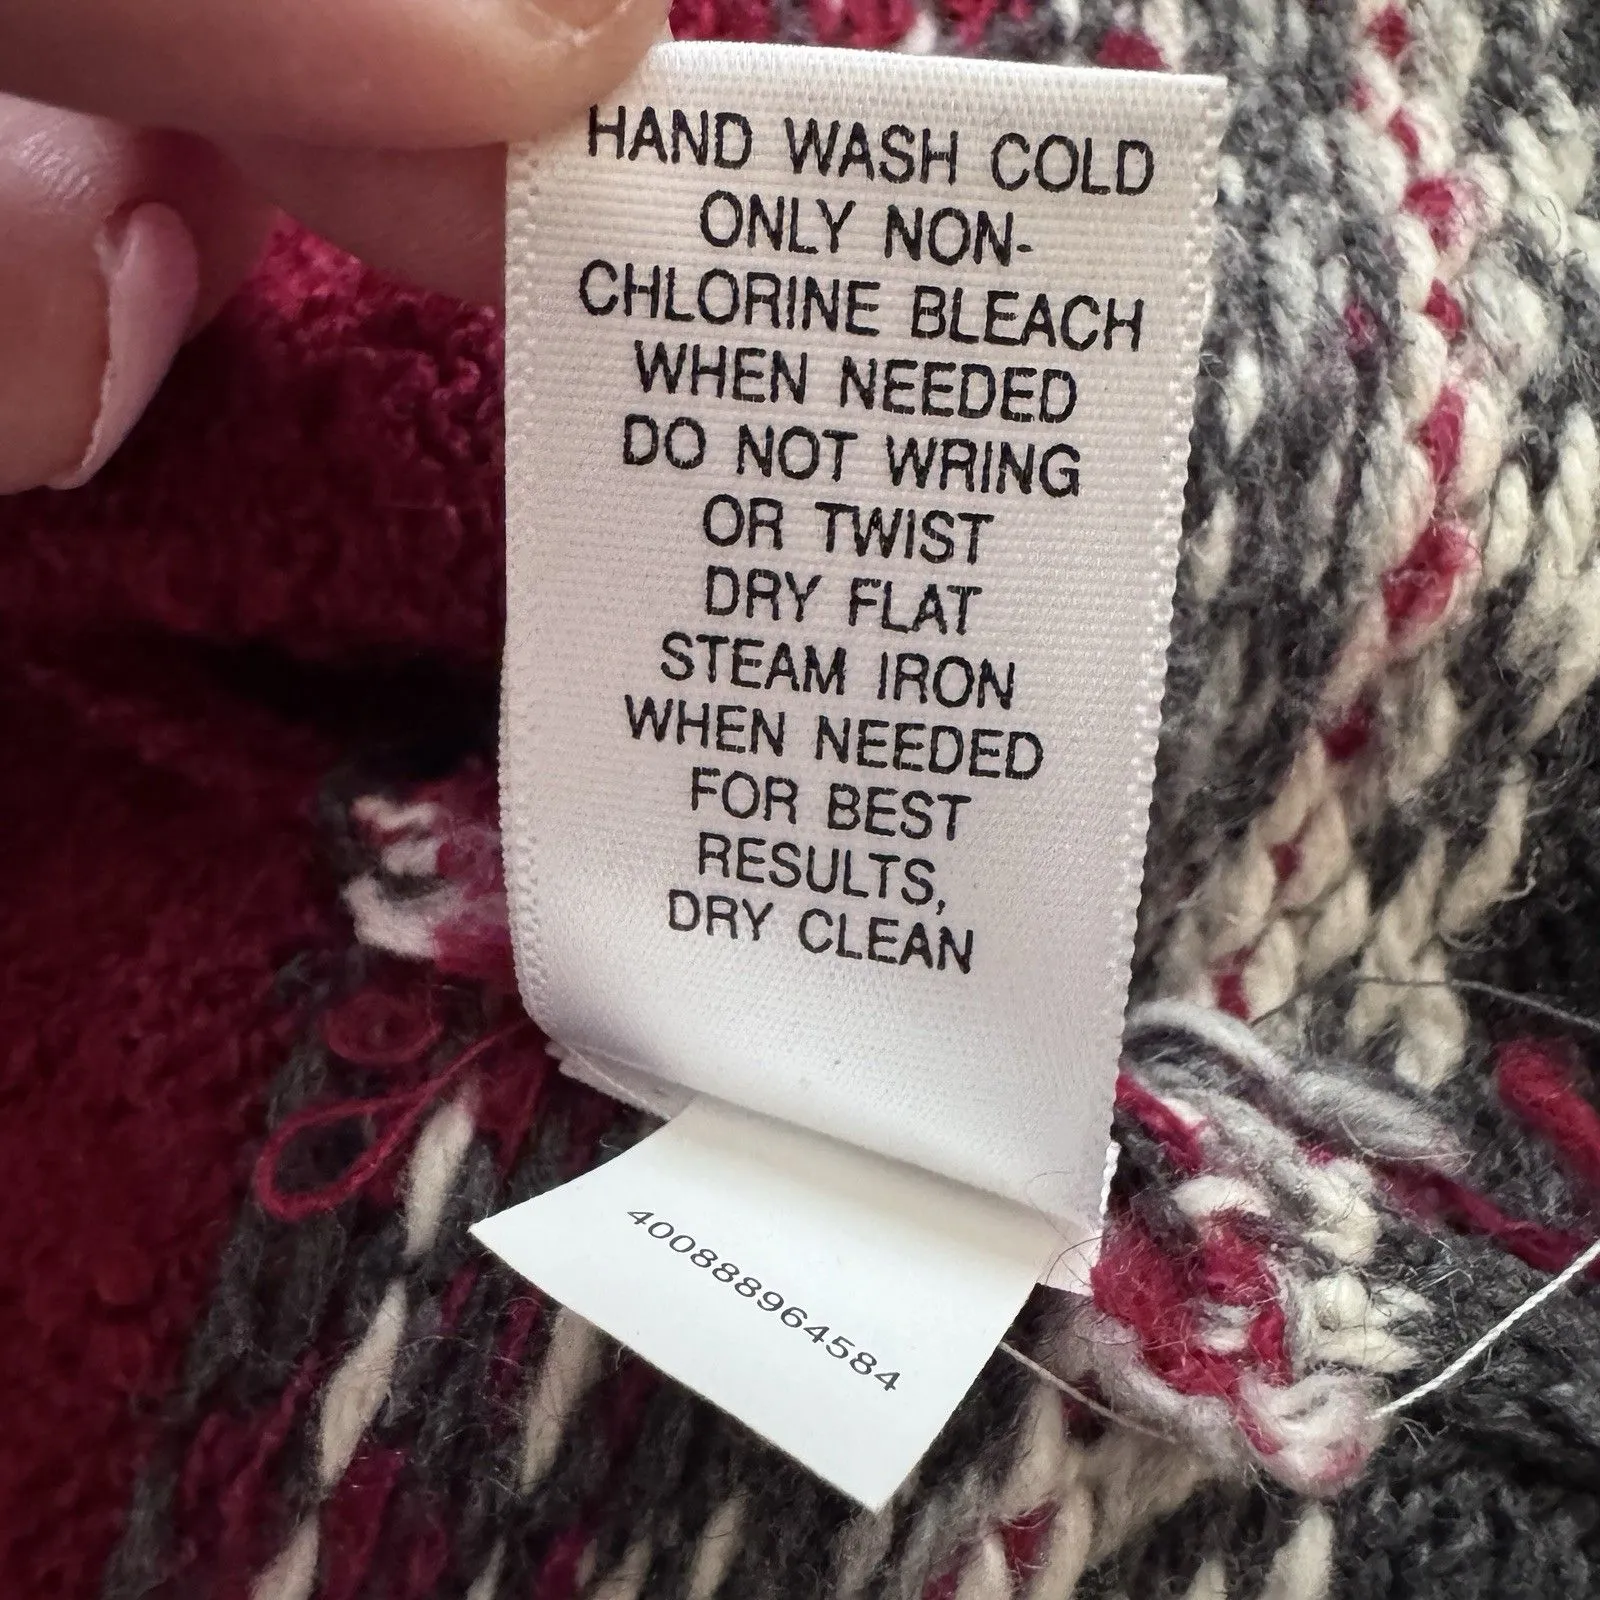 HAND WASH COLD
ONLY NON-
CHLORINE BLEACH
WHEN NEEDED
DO NOT WRING
OR TWIST
DRY FLAT
STEAM IRON
WHEN NEEDED
FOR BEST
RESULTS,
DRY CLEAN
400888964584